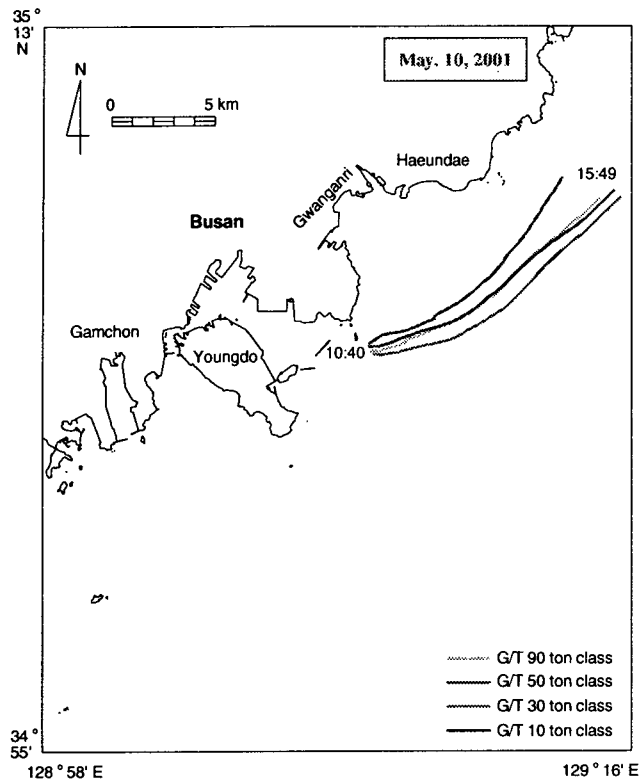 35°
13'
N
May. 10, 2001
N
0 5 km
Haeundae
15:49
Gwanganri
Busan
Gamchon
Youngdo
10:40
G/T 90 ton class
G/T 50 ton class
G/T 30 ton class
G/T 10 ton class
34°
55'
128° 58' E
129° 16' E